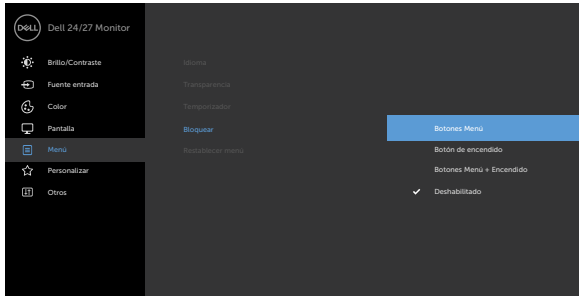 DELL
Dell 24/27 Monitor
Brillo/Contraste
Fuente entrada
Color
Pantalla
Menú
Personalizar
Otros
Idioma
Transparencia
Temporizador
Bloquear
Restablecer menú
Botones Menú
Botón de encendido
Botones Menú + Encendido
Deshabilitado